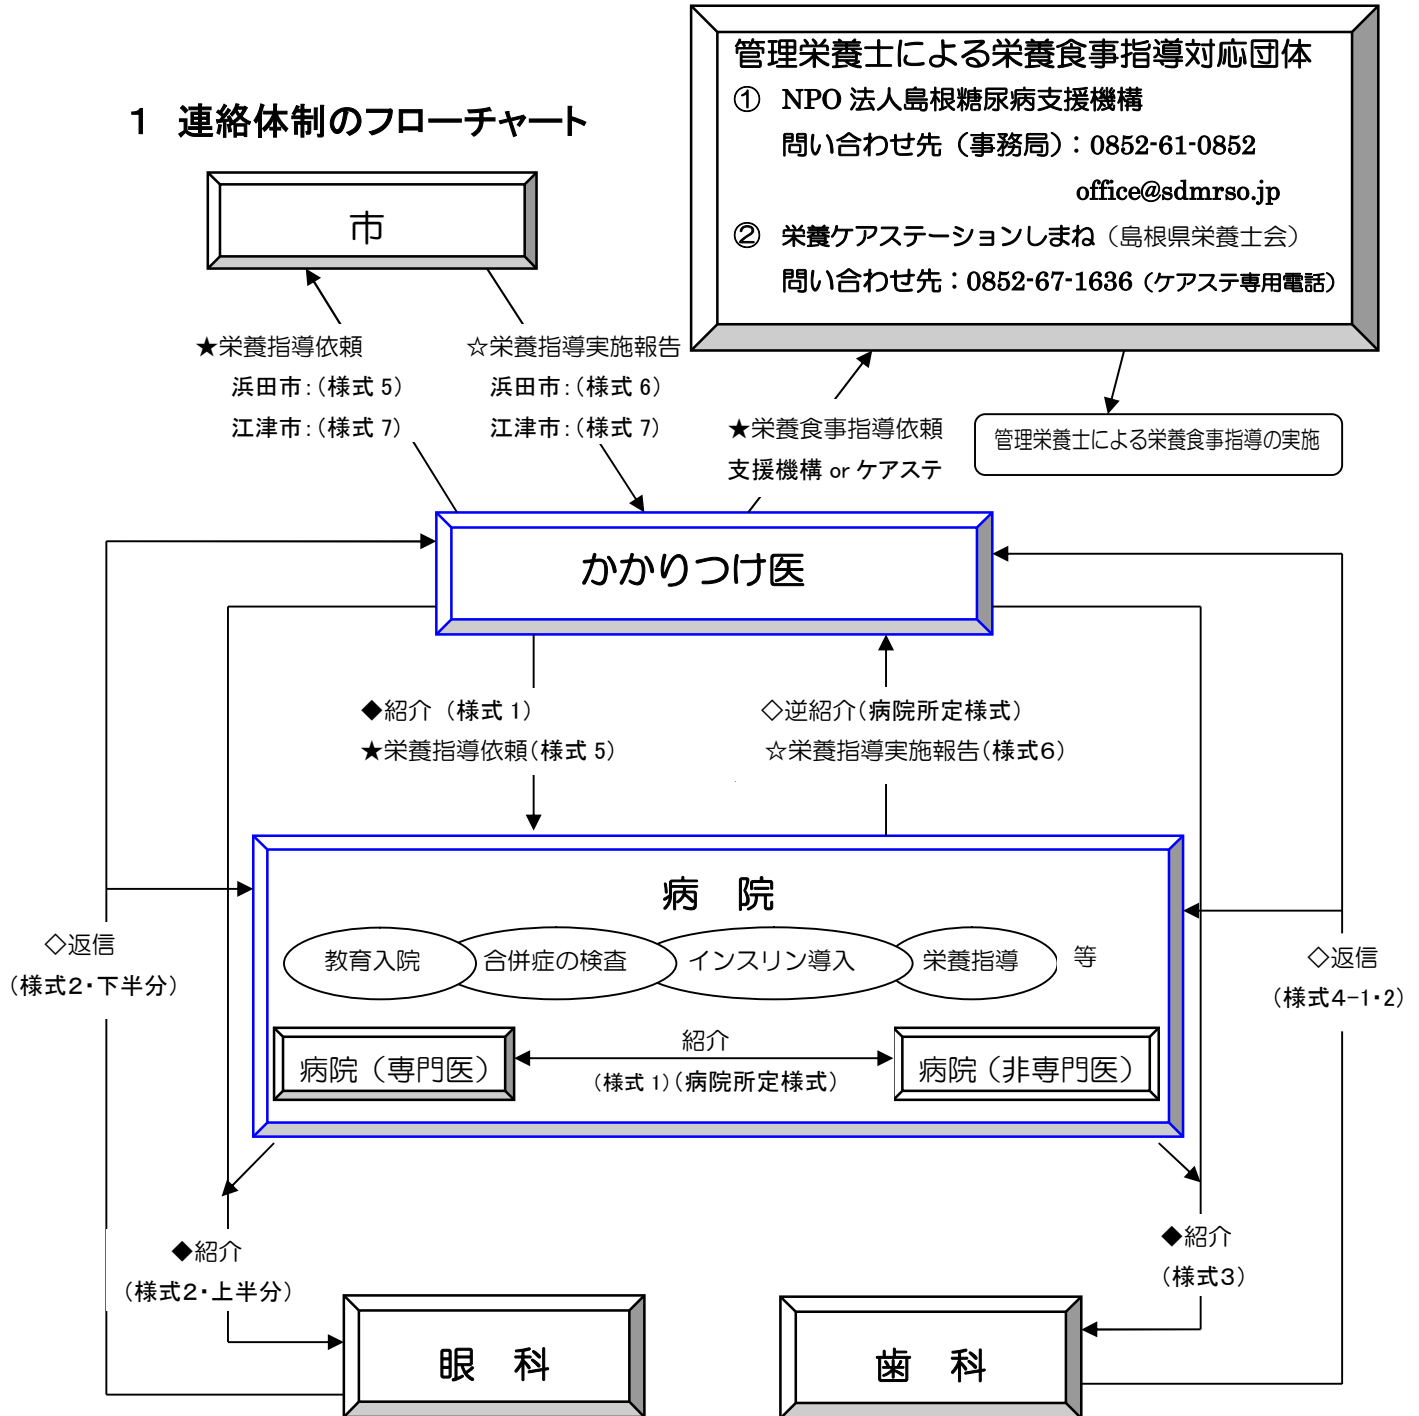 管理栄養士による栄養食事指導対応団体
① NPO 法人島根糖尿病支援機構
問い合わせ先（事務局）：0852-61-0852
office@sdmrso.jp
② 栄養ケアステーションしまね（島根県栄養士会）
問い合わせ先：0852-67-1636（ケアステ専用電話）
1 連絡体制のフローチャート
市
★栄養指導依頼
浜田市：（様式 5）
江津市：（様式 7）
☆栄養指導実施報告
浜田市：（様式 6）
江津市：（様式 7）
★栄養食事指導依頼
支援機構 or ケアステ
管理栄養士による栄養食事指導の実施
かかりつけ医
◆紹介（様式 1）
★栄養指導依頼（様式 5）
◇逆紹介（病院所定様式）
☆栄養指導実施報告（様式６）
病 院
教育入院
合併症の検査
インスリン導入
栄養指導
等
病院（専門医）
紹介
（様式 1）（病院所定様式）
病院（非専門医）
◇返信
（様式２・下半分）
◇返信
（様式４-１・２）
◆紹介
（様式２・上半分）
◆紹介
（様式３）
眼 科
歯 科